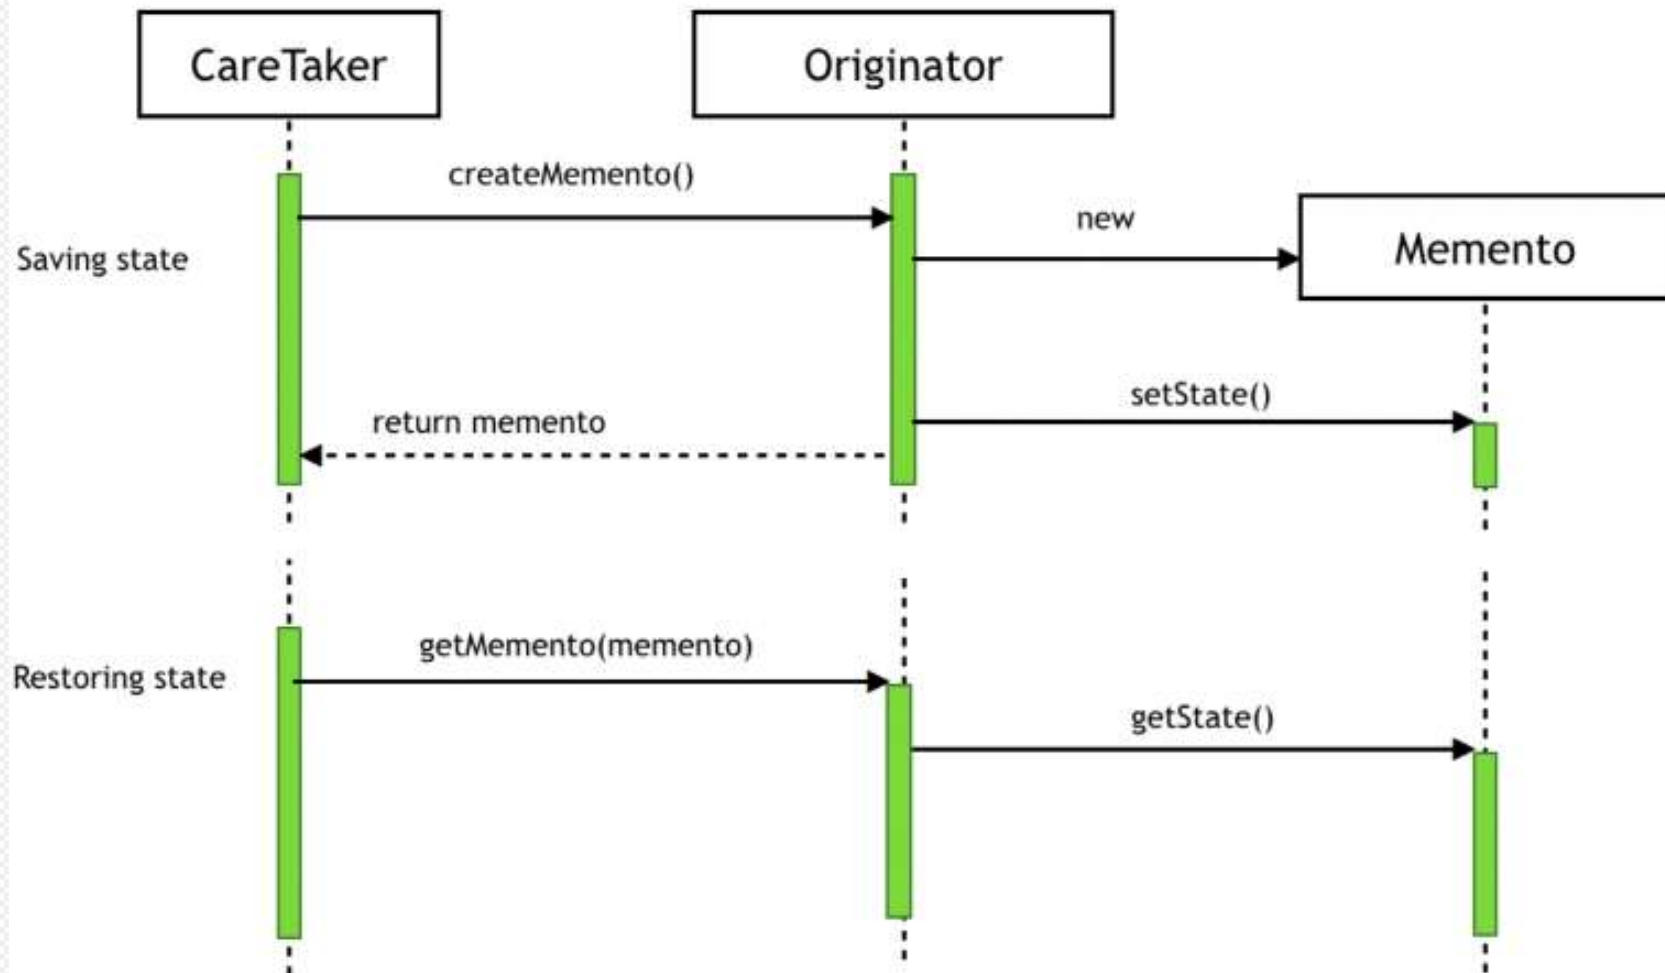 CareTaker
Originator
createMemento()
new
Memento
Saving state
setState()
return memento
getMemento(memento)
Restoring state
getState()